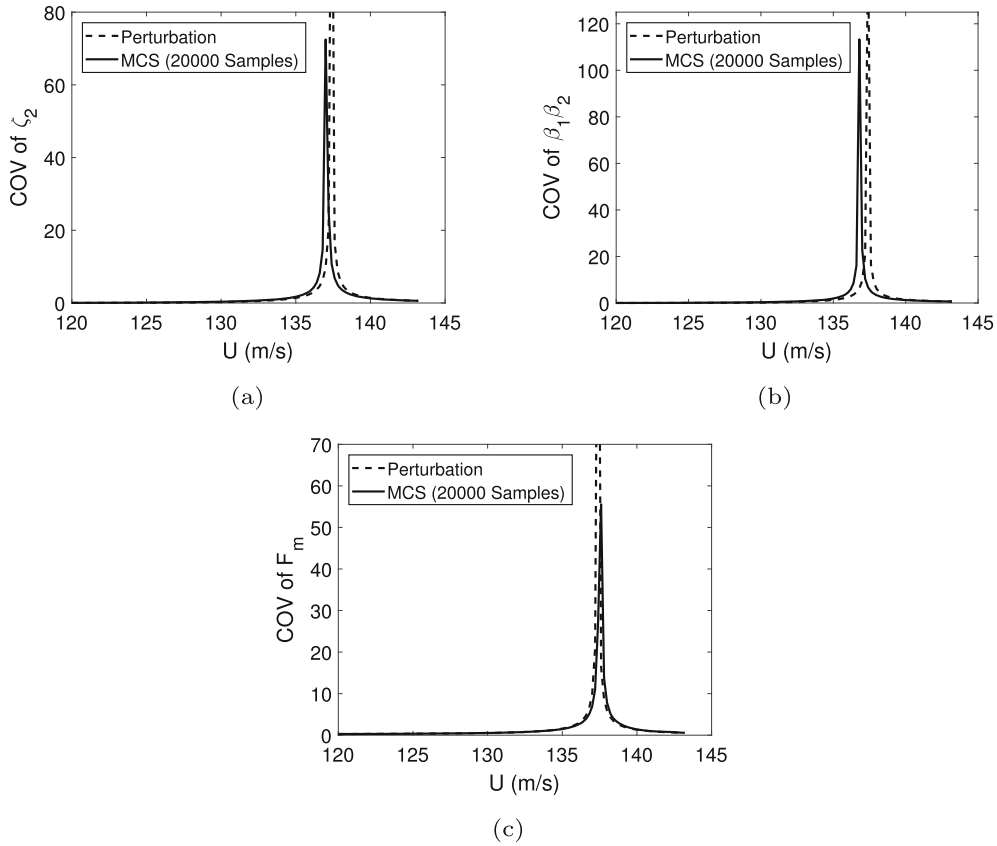 80
60
40
20
0
120
125
130
135
140
145
COV of ζ2
U (m/s)
Perturbation
MCS (20000 Samples)
(a)
120
100
80
60
40
20
0
120
125
130
135
140
145
COV of β1β2
U (m/s)
Perturbation
MCS (20000 Samples)
(b)
70
60
50
40
30
20
10
0
120
125
130
135
140
145
COV of Fm
U (m/s)
Perturbation
MCS (20000 Samples)
(c)